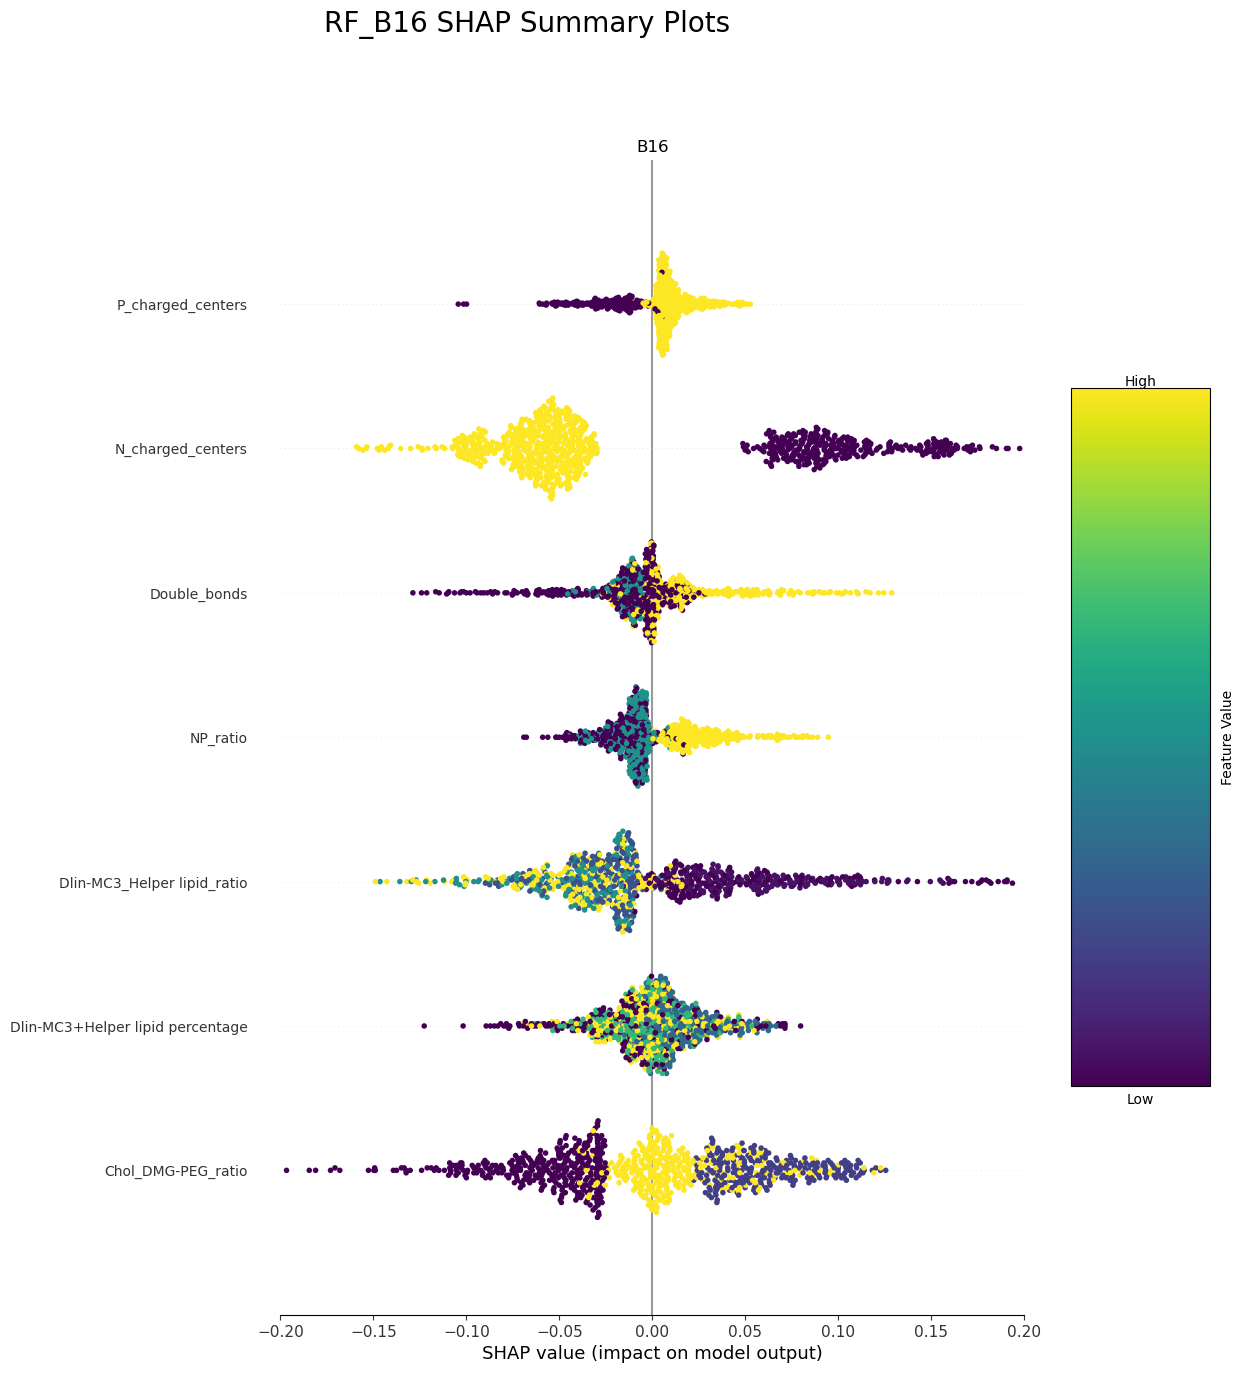 RF_B16 SHAP Summary Plots
B16
P_charged_centers
N_charged_centers
Double_bonds
NP_ratio
Dlin-MC3_Helper lipid_ratio
Dlin-MC3+Helper lipid percentage
Chol_DMG-PEG_ratio
−0.20 −0.15 −0.10 −0.05 0.00 0.05 0.10 0.15 0.20
SHAP value (impact on model output)
High
Feature Value
Low